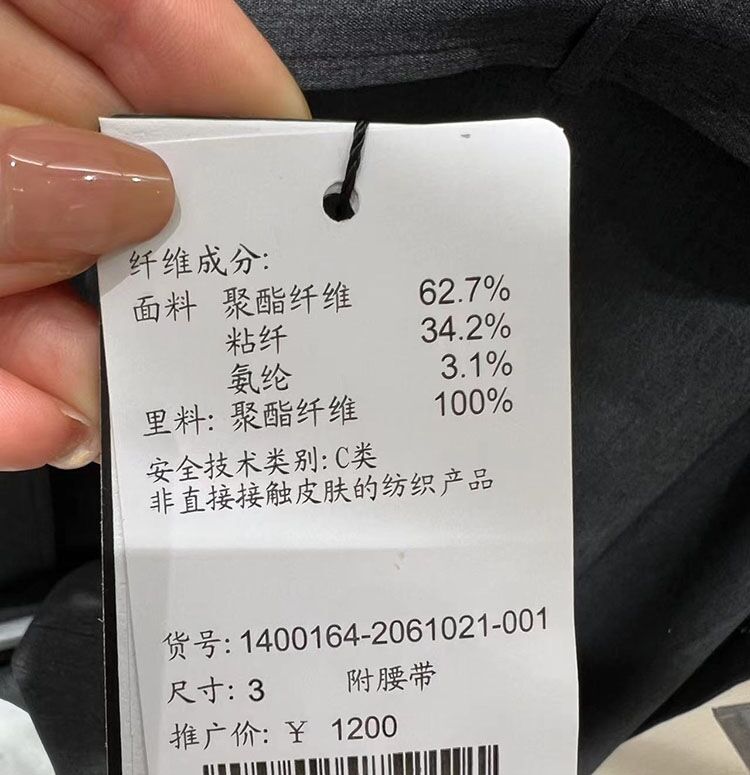 纤维成分:
面料 聚酯纤维 62.7%
粘纤 34.2%
氨纶 3.1%
里料: 聚酯纤维 100%
安全技术类别: C类
非直接接触皮肤的纺织产品
货号: 1400164-2061021-001
尺寸: 3 附腰带
推广价: ¥ 1200